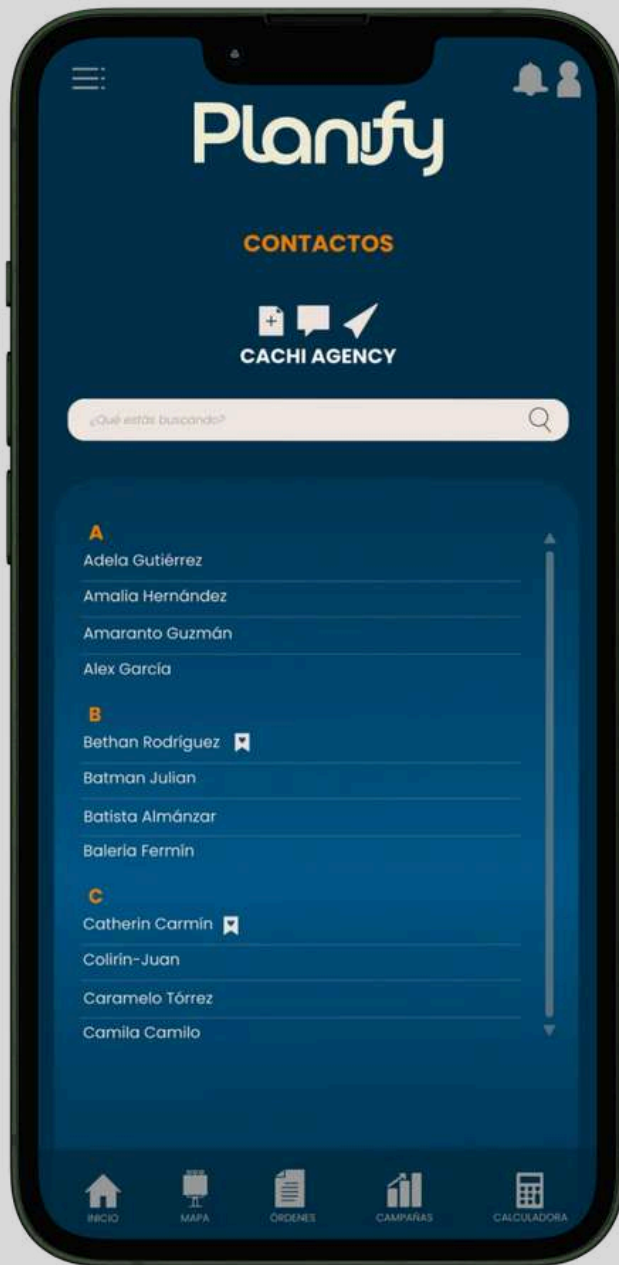 Planify
CONTACTOS
CACHI AGENCY
¿Qué estás buscando?
A
Adela Gutiérrez
Amalia Hernández
Amaranto Guzmán
Alex García
B
Bethan Rodríguez
Batman Julian
Batista Almánzar
Baleria Fermín
C
Catherin Carmín
Colirín-Juan
Caramelo Tórrez
Camila Camilo
INICIO MAPA ÓRDENES CAMPAÑAS CALCULADORA